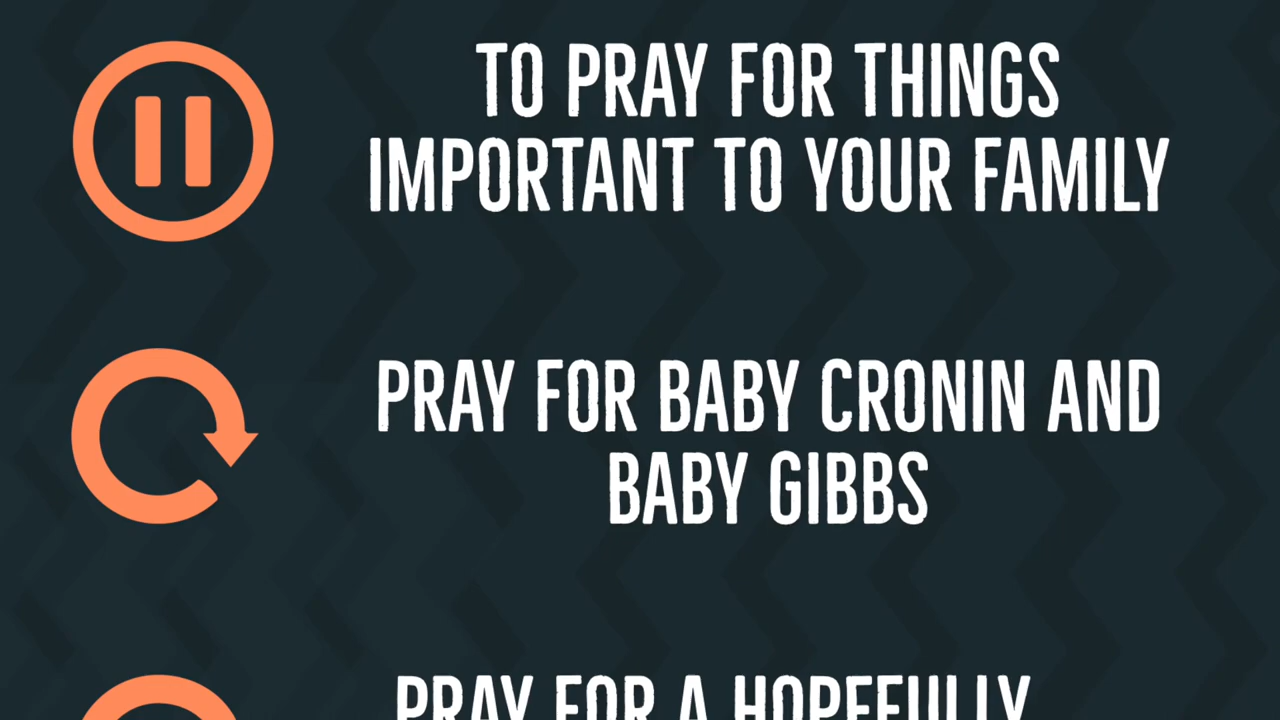 TO PRAY FOR THINGS
IMPORTANT TO YOUR FAMILY
PRAY FOR BABY CRONIN AND
BABY GIBBS
PRAY FOR A HOPEFULLY